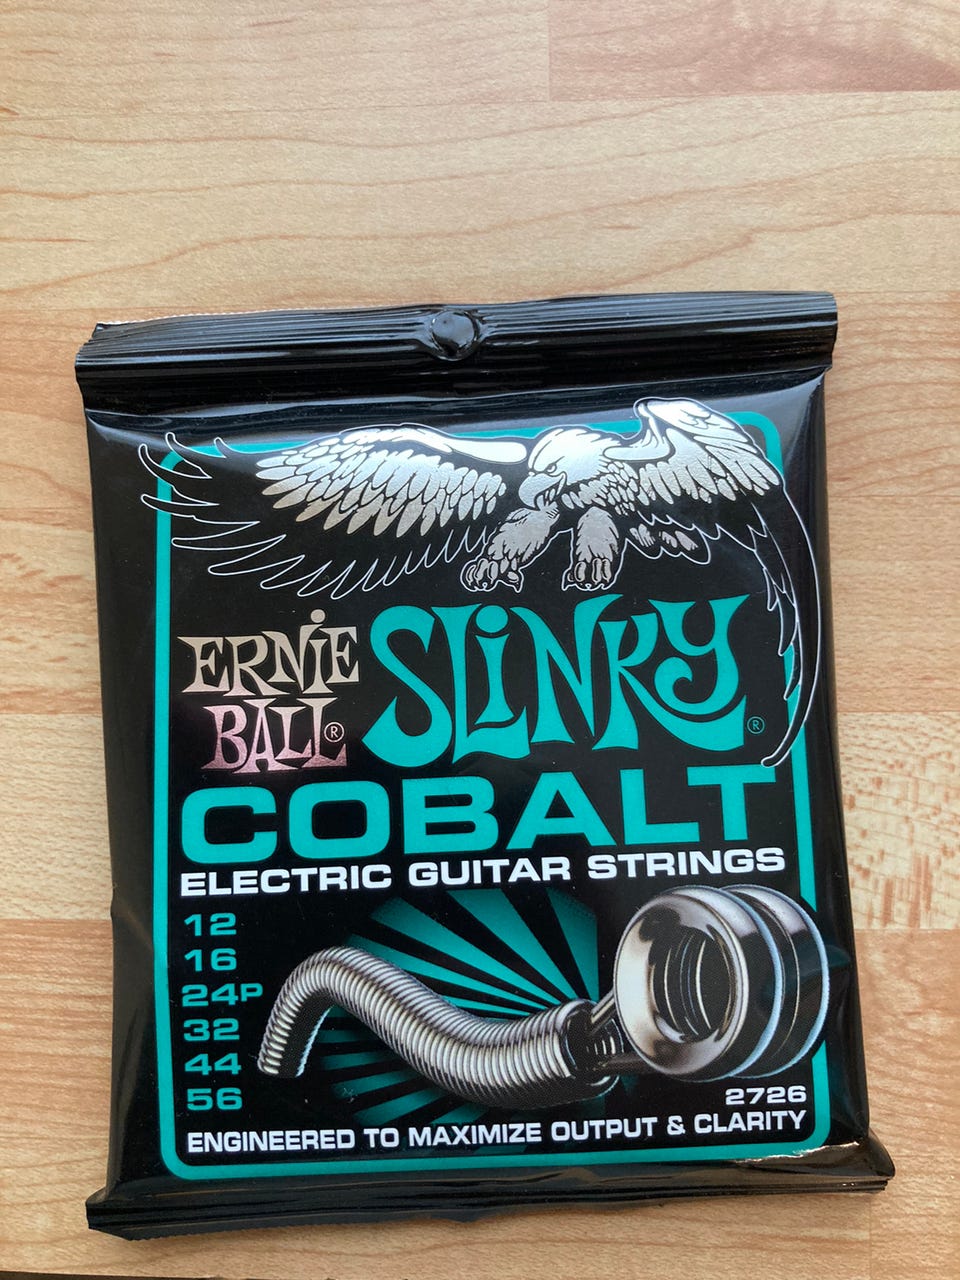 ERNiE
BALL®
SLiNKY®
COBALT
ELECTRIC GUITAR STRINGS
12
16
24P
32
44
56
2726
ENGINEERED TO MAXIMIZE OUTPUT & CLARITY